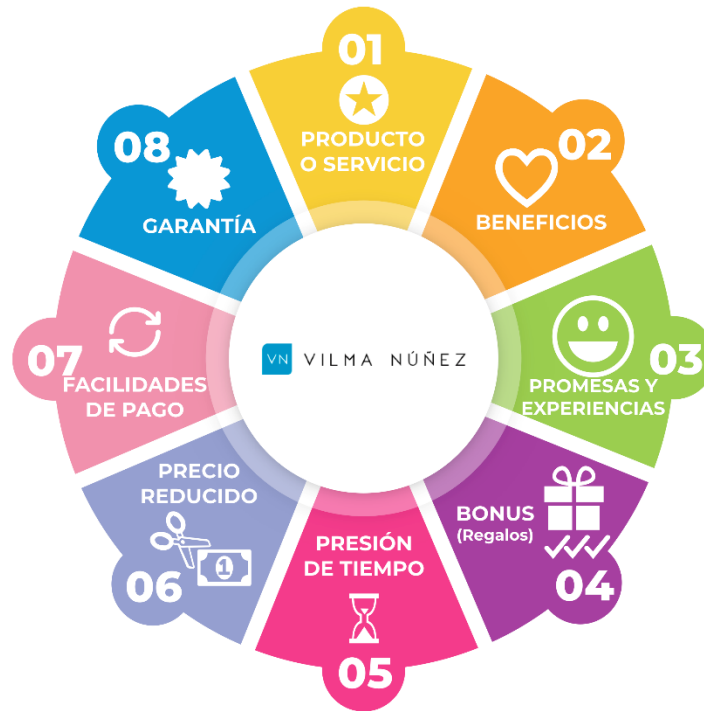 01
PRODUCTO
O SERVICIO
02
BENEFICIOS
03
PROMESAS Y
EXPERIENCIAS
BONUS
(Regalos)
04
PRESIÓN
DE TIEMPO
05
PRECIO
REDUCIDO
1
06
07
FACILIDADES
DE PAGO
08
GARANTÍA
VN VILMA NÚÑEZ